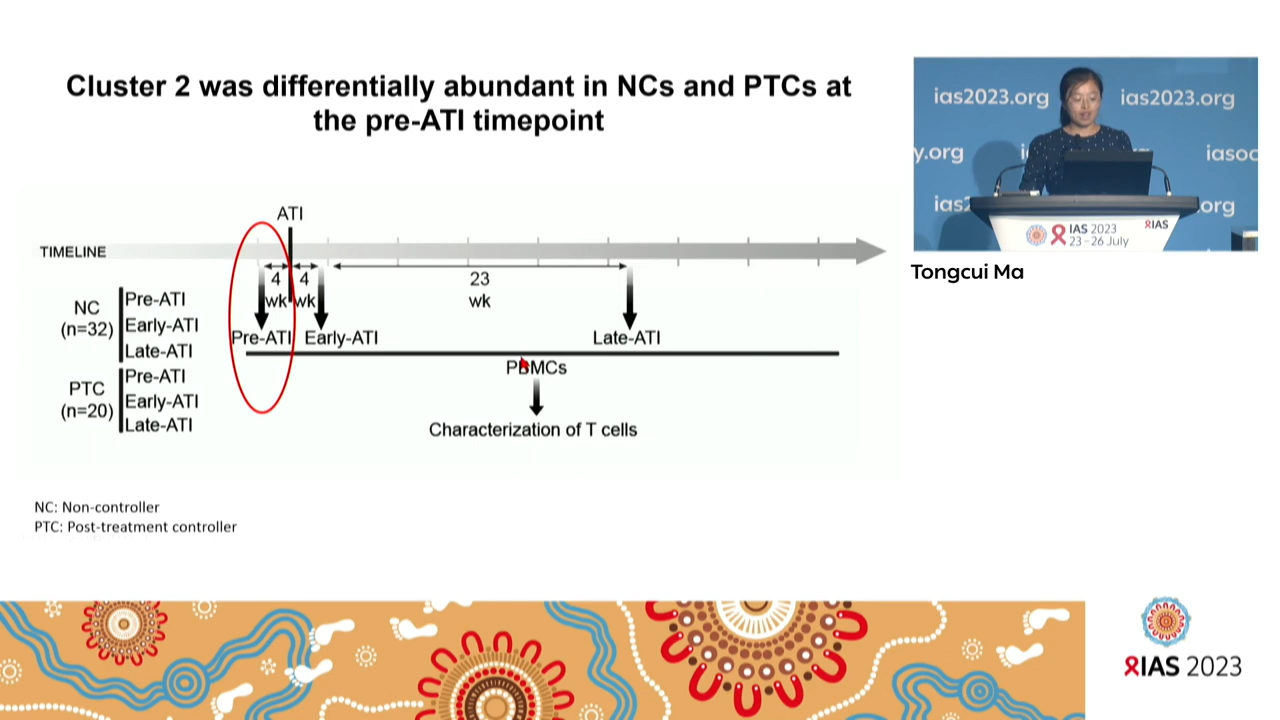 Cluster 2 was differentially abundant in NCs and PTCs at
the pre-ATI timepoint
ATI
TIMELINE
4
wk
4
wk
23
wk
NC
(n=32)
Pre-ATI
Early-ATI
Late-ATI
PTC
(n=20)
Pre-ATI
Early-ATI
Late-ATI
Pre-ATI
Early-ATI
Late-ATI
PBMCs
Characterization of T cells
NC: Non-controller
PTC: Post-treatment controller
ias2023.org
ias2023.org
y.org
iasoc
ias2
.org
IAS 2023
23–26 July
IAS
Tongcui Ma
IAS 2023